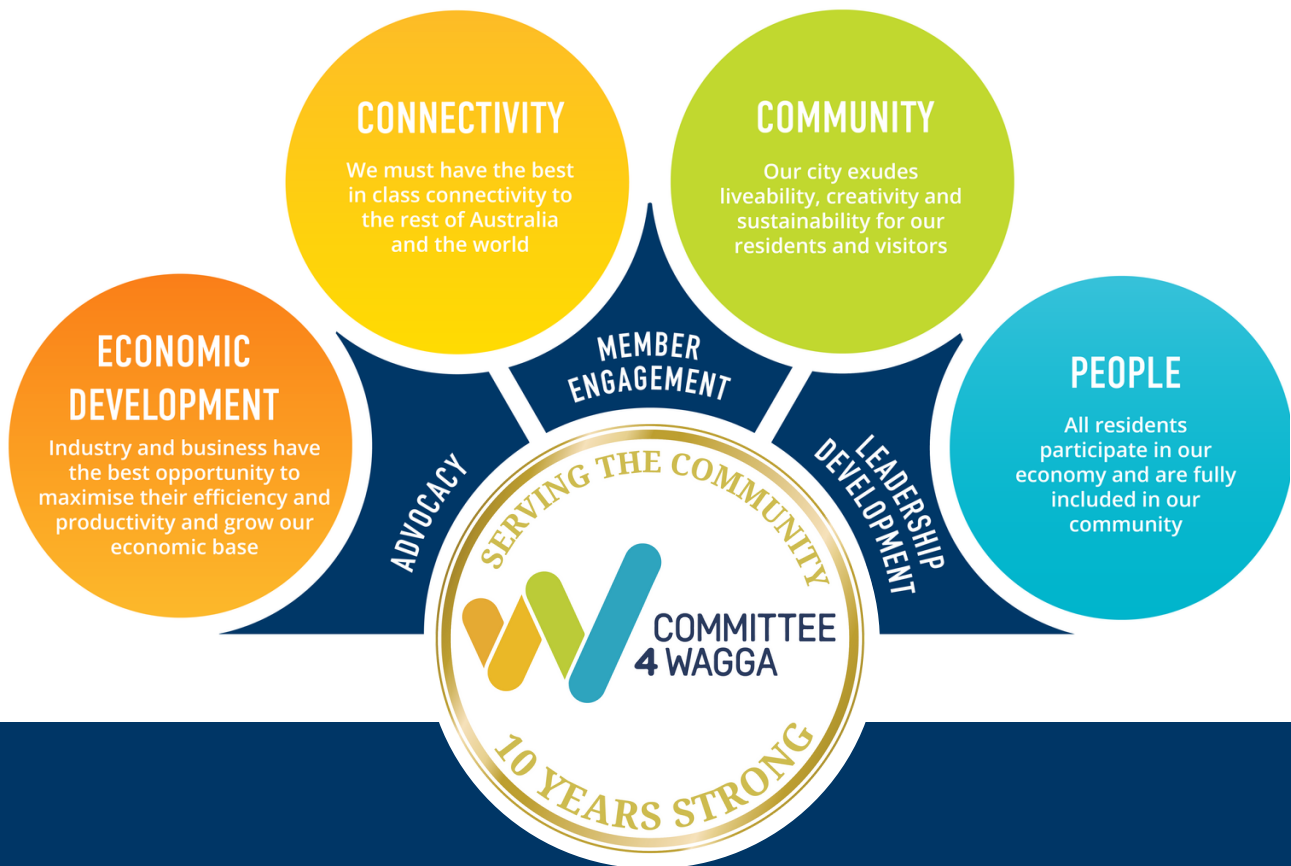 CONNECTIVITY
We must have the best
in class connectivity to
the rest of Australia
and the world
COMMUNITY
Our city exudes
liveability, creativity and
sustainability for our
residents and visitors
ECONOMIC
DEVELOPMENT
Industry and business have
the best opportunity to
maximise their efficiency and
productivity and grow our
economic base
PEOPLE
All residents
participate in our
economy and are fully
included in our
community
ADVOCACY
MEMBER
ENGAGEMENT
LEADERSHIP
DEVELOPMENT
SERVING THE COMMUNITY
COMMITTEE
4 WAGGA
10 YEARS STRONG